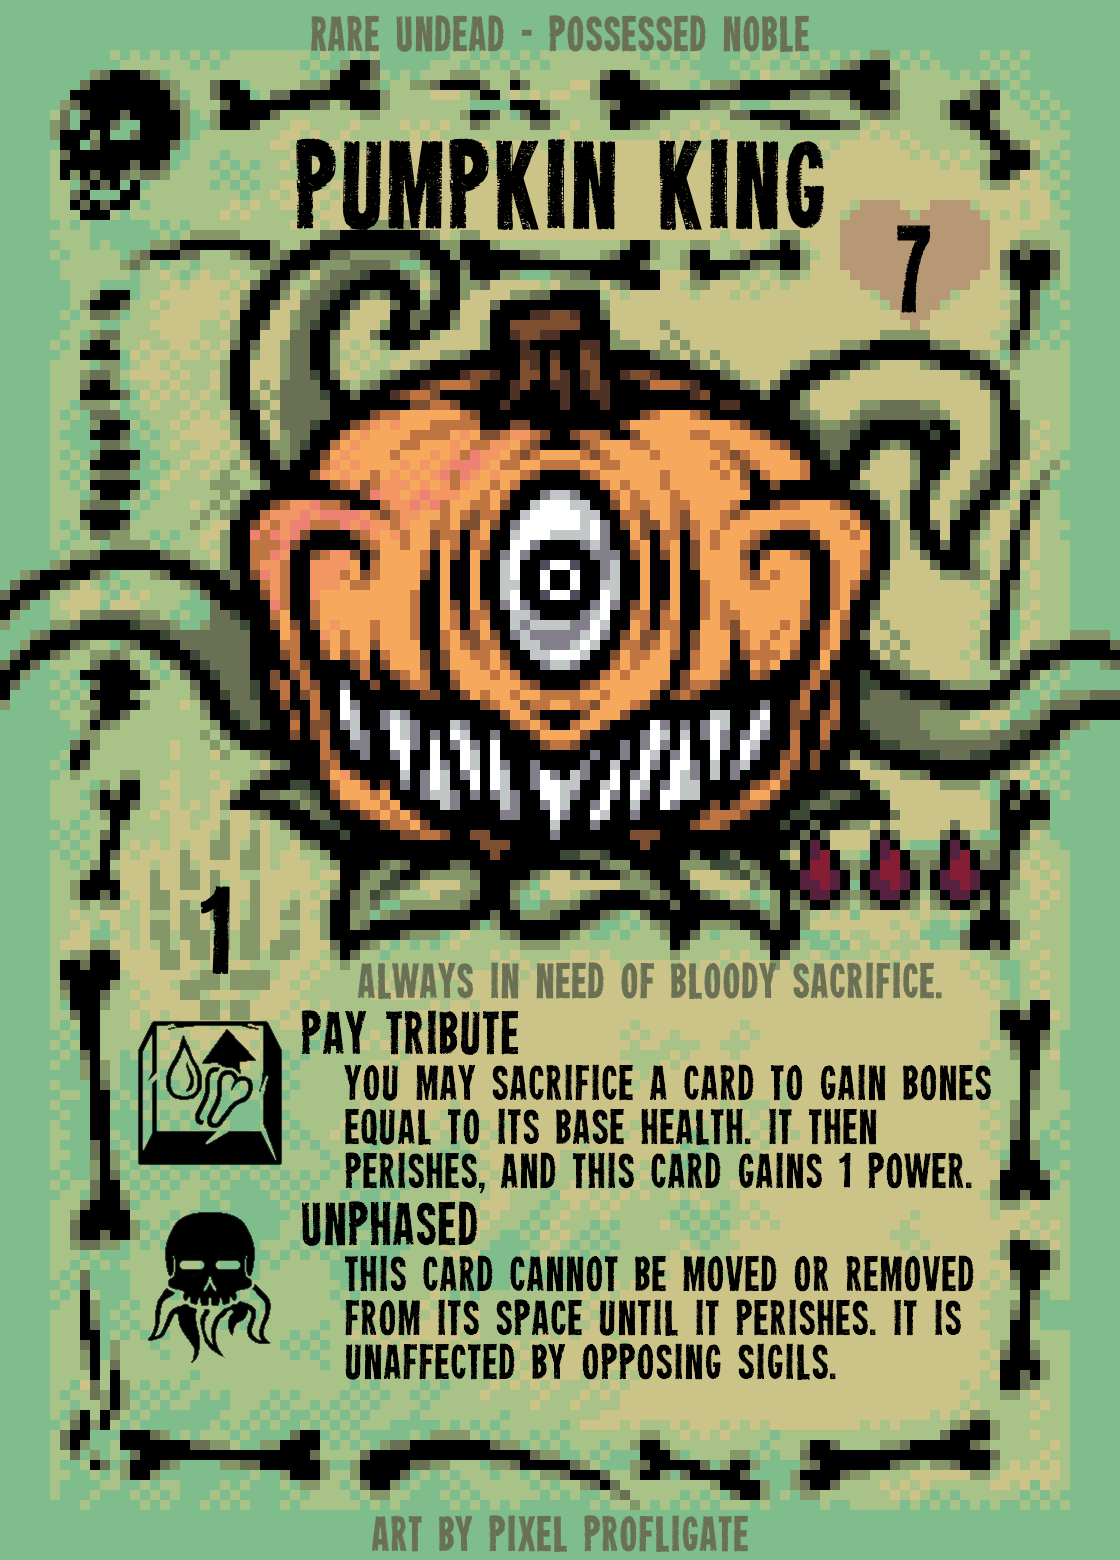 RARE UNDEAD - POSSESSED NOBLE
PUMPKIN KING
7
1
ALWAYS IN NEED OF BLOODY SACRIFICE.
PAY TRIBUTE
YOU MAY SACRIFICE A CARD TO GAIN BONES
EQUAL TO ITS BASE HEALTH. IT THEN
PERISHES, AND THIS CARD GAINS 1 POWER.
UNPHASED
THIS CARD CANNOT BE MOVED OR REMOVED
FROM ITS SPACE UNTIL IT PERISHES. IT IS
UNAFFECTED BY OPPOSING SIGILS.
ART BY PIXEL PROFLIGATE